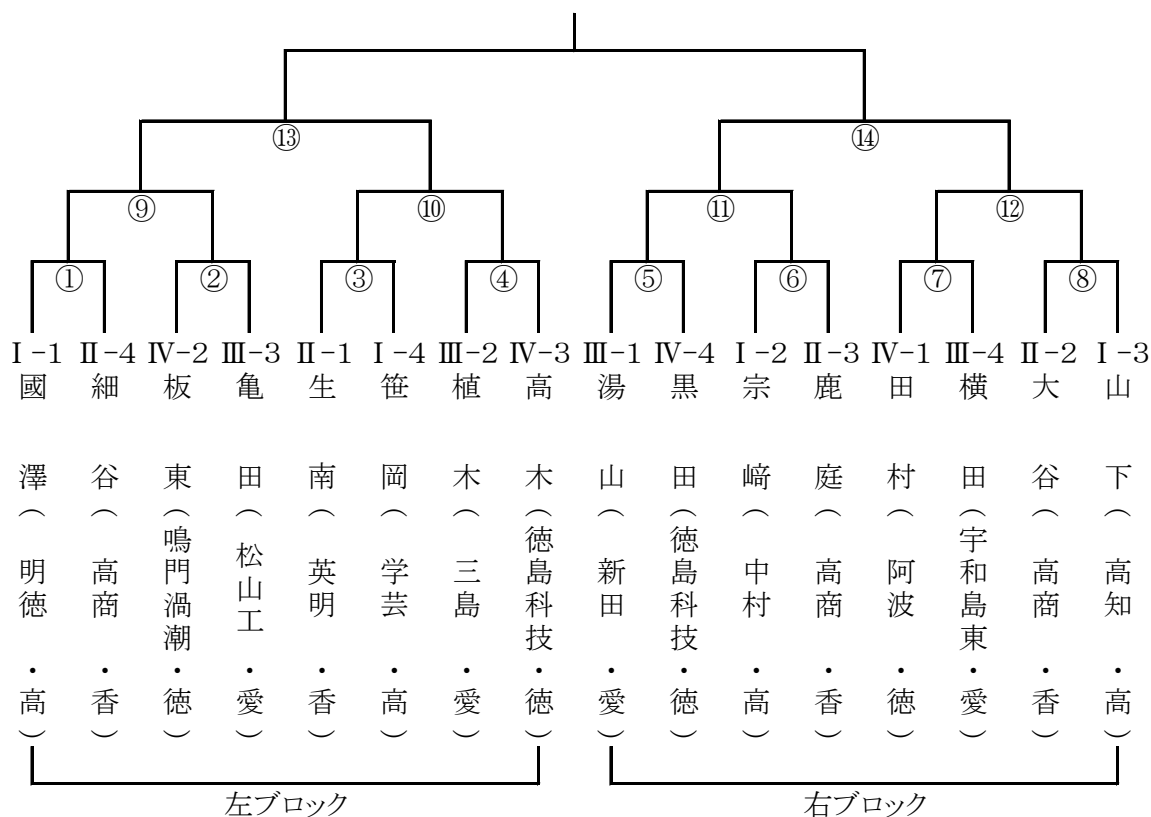 ⑬ ⑭
⑨ ⑩ ⑪ ⑫
① ② ③ ④ ⑤ ⑥ ⑦ ⑧
Ⅰ-1 Ⅱ-4 Ⅳ-2 Ⅲ-3 Ⅱ-1 Ⅰ-4 Ⅲ-2 Ⅳ-3 Ⅲ-1 Ⅳ-4 Ⅰ-2 Ⅱ-3 Ⅳ-1 Ⅲ-4 Ⅱ-2 Ⅰ-3
國澤(明徳・高)
細谷(高商・香)
板東(鳴門渦潮・徳)
亀田(松山工・愛)
生南(英明・香)
笹岡(学芸・高)
植木(三島・愛)
高木(徳島科技・徳)
湯山(新田・愛)
黒田(徳島科技・徳)
宗﨑(中村・高)
鹿庭(高商・香)
田村(阿波・徳)
横田(宇和島東・愛)
大谷(高商・香)
山下(高知・高)
左ブロック 右ブロック